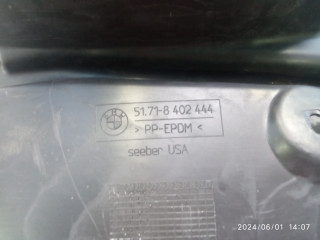 51.71-8 402 444
> PP-EPDM <
seeber USA
2024/06/01 14:07